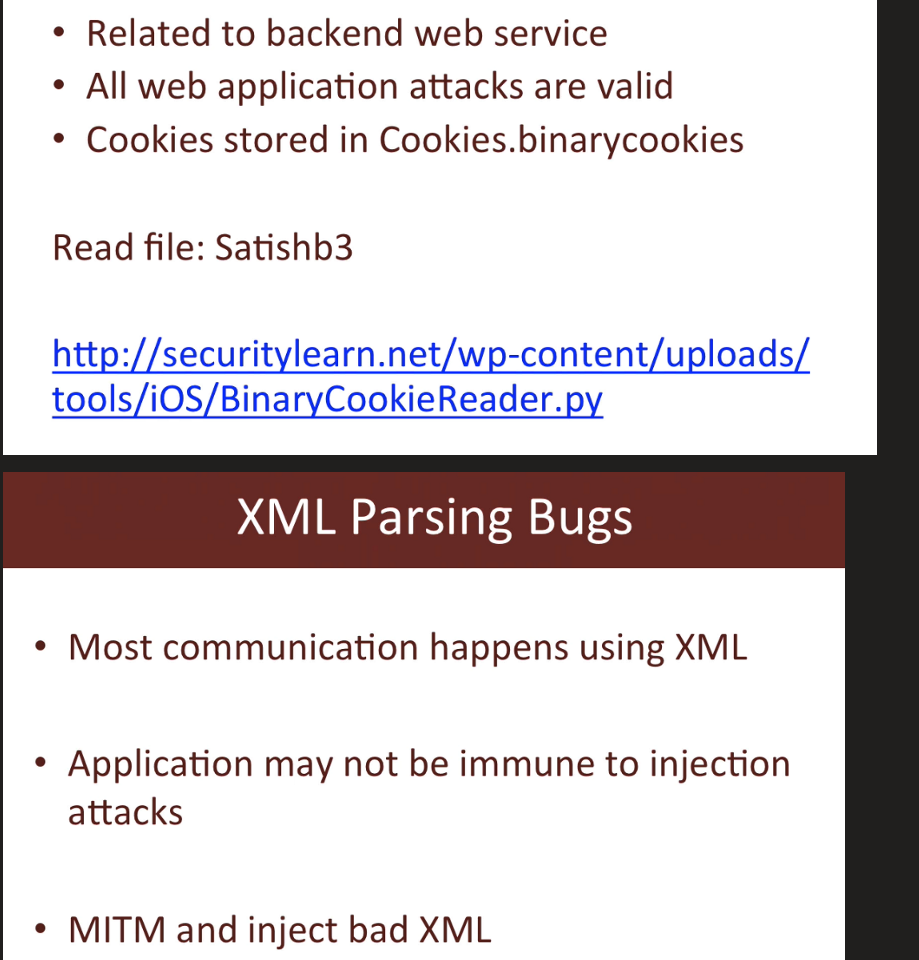 • Related to backend web service
• All web application attacks are valid
• Cookies stored in Cookies.binarycookies
Read file: Satishb3
http://securitylearn.net/wp-content/uploads/
tools/iOS/BinaryCookieReader.py
XML Parsing Bugs
• Most communication happens using XML
• Application may not be immune to injection
attacks
• MITM and inject bad XML